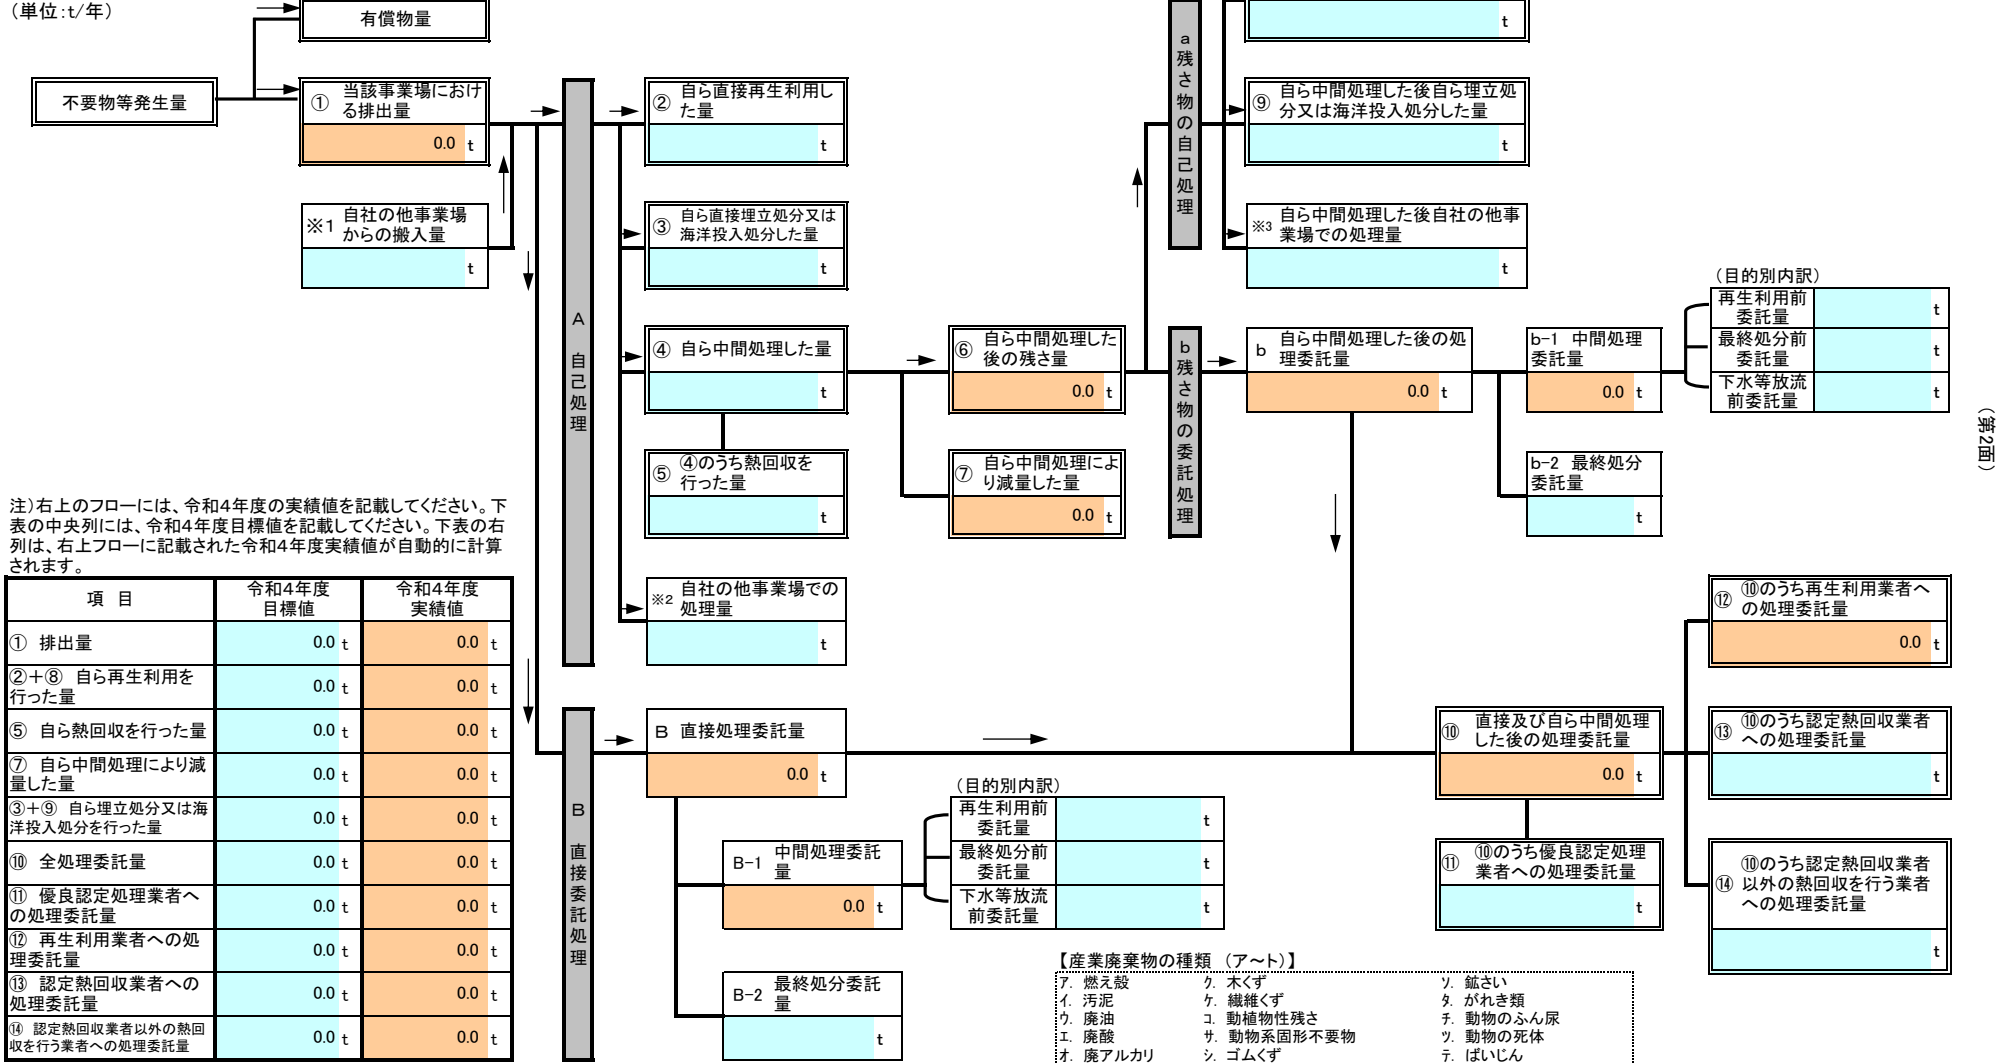 (単位:t/年)
有償物量
不要物等発生量
① 当該事業場におけ
る排出量
0.0 t
※1 自社の他事業場
からの搬入量
t
A 自己処理
② 自ら直接再生利用し
た量
t
③ 自ら直接埋立処分又は
海洋投入処分した量
t
④ 自ら中間処理した量
t
⑤ ④のうち熱回収を
行った量
t
※2 自社の他事業場での
処理量
t
⑥ 自ら中間処理した
後の残さ量
0.0 t
⑦ 自ら中間処理によ
り減量した量
0.0 t
a 残さ物の自己処理
t
⑨ 自ら中間処理した後自ら埋立処
分又は海洋投入処分した量
t
※3 自ら中間処理した後自社の他事
業場での処理量
t
b 残さ物の委託処理
b 自ら中間処理した後の処
理委託量
0.0 t
b-1 中間処理
委託量
0.0 t
b-2 最終処分
委託量
t
(目的別内訳)
再生利用前
委託量
t
最終処分前
委託量
t
下水等放流
前委託量
t
(第2面)
注)右上のフローには、令和4年度の実績値を記載してください。下
表の中央列には、令和4年度目標値を記載してください。下表の右
列は、右上フローに記載された令和4年度実績値が自動的に計算
されます。
項 目 令和4年度 令和4年度
目標値 実績値
① 排出量 0.0 t 0.0 t
②+⑧ 自ら再生利用を
行った量 0.0 t 0.0 t
⑤ 自ら熱回収を行った量 0.0 t 0.0 t
⑦ 自ら中間処理により減
量した量 0.0 t 0.0 t
③+⑨ 自ら埋立処分又は海
洋投入処分を行った量 0.0 t 0.0 t
⑩ 全処理委託量 0.0 t 0.0 t
⑪ 優良認定処理業者へ
の処理委託量 0.0 t 0.0 t
⑫ 再生利用業者への処
理委託量 0.0 t 0.0 t
⑬ 認定熱回収業者への
処理委託量 0.0 t 0.0 t
⑭ 認定熱回収業者以外の熱回
収を行う業者への処理委託量 0.0 t 0.0 t
B 直接委託処理
B 直接処理委託量
0.0 t
B-1 中間処理委託
量
0.0 t
B-2 最終処分委託
量
t
(目的別内訳)
再生利用前
委託量
t
最終処分前
委託量
t
下水等放流
前委託量
t
⑩ 直接及び自ら中間処理
した後の処理委託量
0.0 t
⑪ ⑩のうち優良認定処理
業者への処理委託量
t
⑫ ⑩のうち再生利用業者へ
の処理委託量
0.0 t
⑬ ⑩のうち認定熱回収業者
への処理委託量
t
⑭ ⑩のうち認定熱回収業者
以外の熱回収を行う業者
への処理委託量
t
【産業廃棄物の種類 (ア~ト)】
ア. 燃え殻 ク. 木くず ソ. 鉱さい
イ. 汚泥 ケ. 繊維くず タ. がれき類
ウ. 廃油 コ. 動植物性残さ チ. 動物のふん尿
エ. 廃酸 サ. 動物系固形不要物 ツ. 動物の死体
オ. 廃アルカリ シ. ゴムくず テ. ばいじん